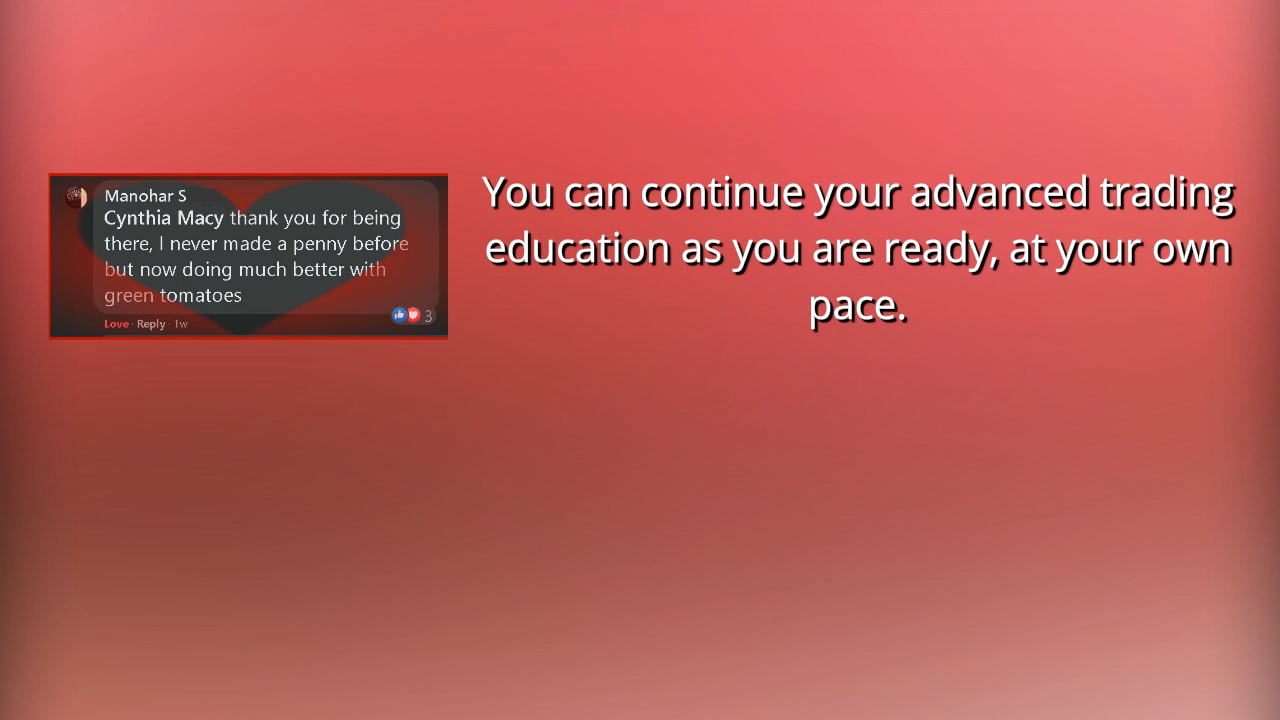 Manohar S
Cynthia Macy thank you for being
there, I never made a penny before
but now doing much better with
green tomatoes
Love · Reply · 1w
3
You can continue your advanced trading
education as you are ready, at your own
pace.